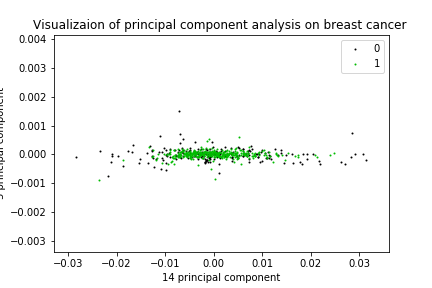 Visualizaion of principal component analysis on breast cancer
0.004
0.003
0.002
0.001
0.000
−0.001
−0.002
−0.003
0
1
principal component
−0.03 −0.02 −0.01 0.00 0.01 0.02 0.03
14 principal component